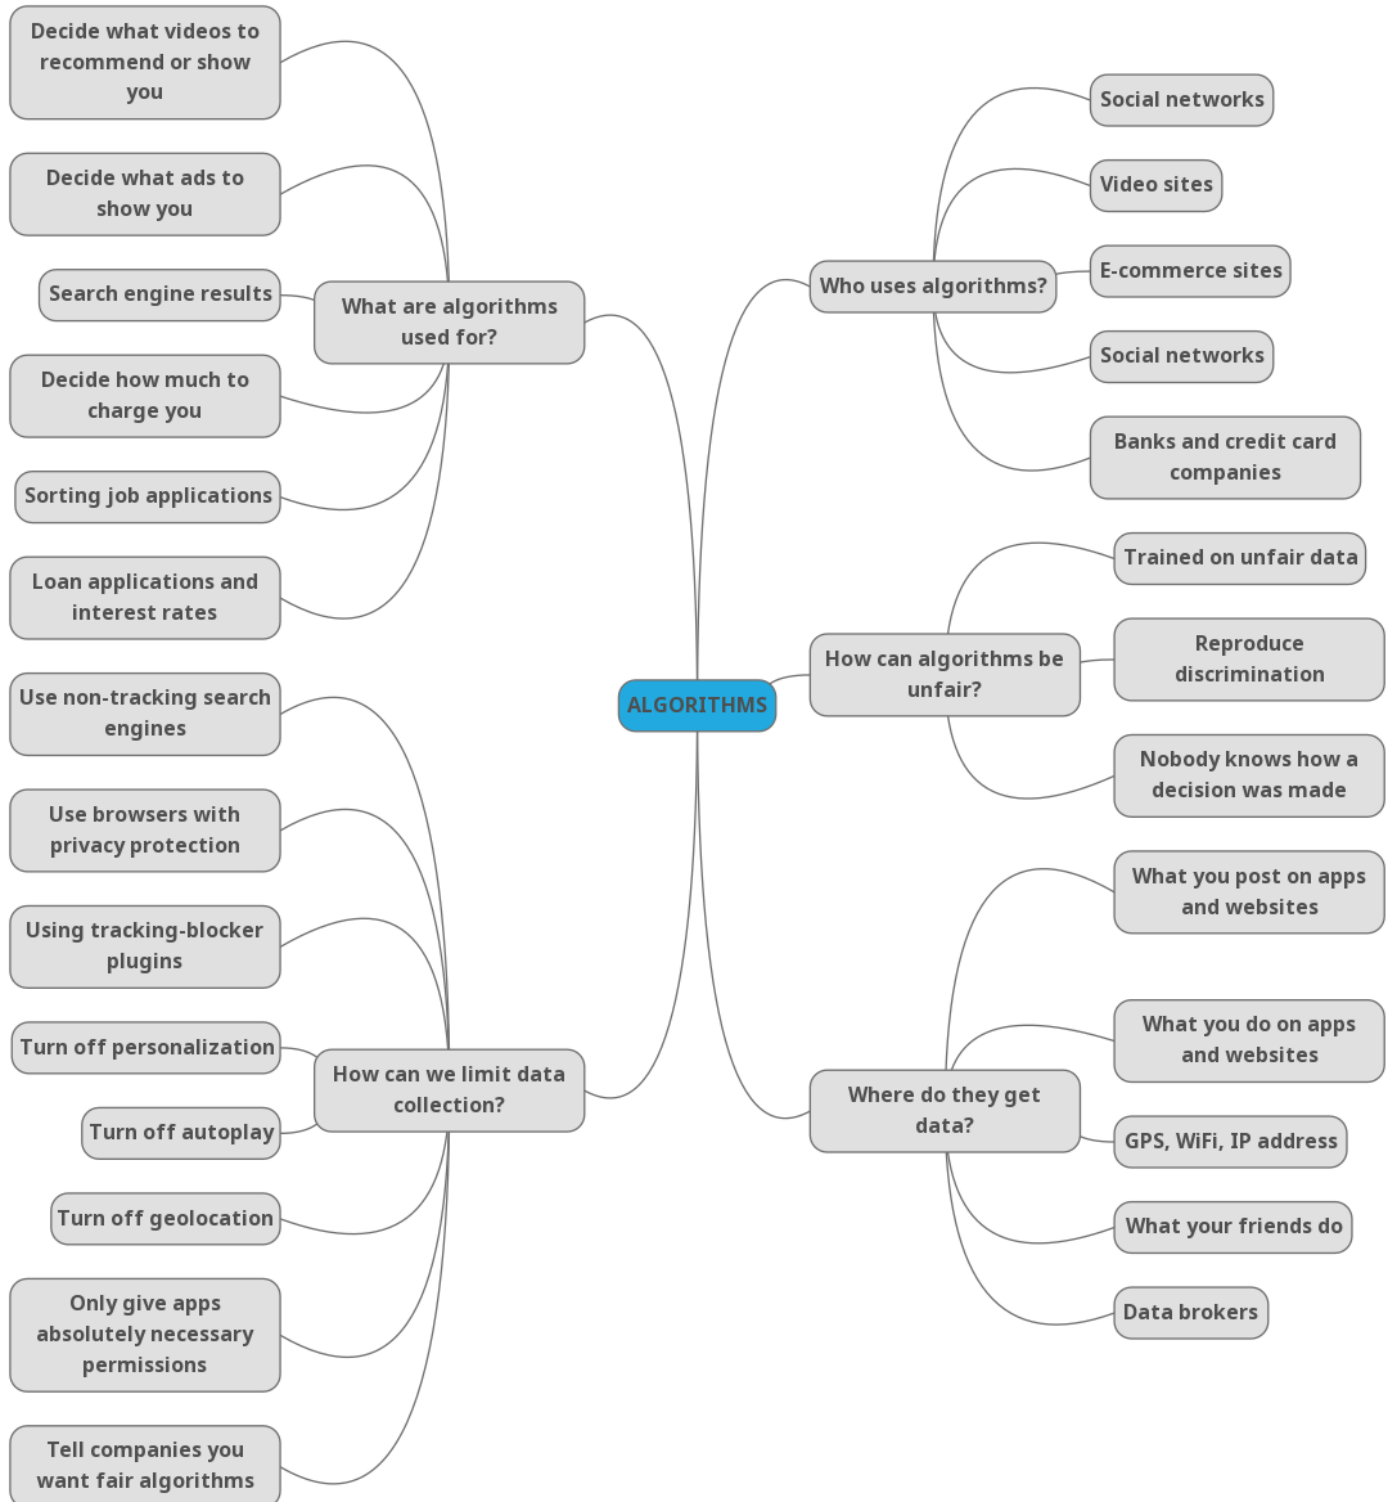 Decide what videos to
recommend or show
you
Decide what ads to
show you
Search engine results
Decide how much to
charge you
Sorting job applications
Loan applications and
interest rates
What are algorithms
used for?
Use non-tracking search
engines
Use browsers with
privacy protection
Using tracking-blocker
plugins
Turn off personalization
Turn off autoplay
Turn off geolocation
Only give apps
absolutely necessary
permissions
Tell companies you
want fair algorithms
How can we limit data
collection?
ALGORITHMS
Who uses algorithms?
Social networks
Video sites
E-commerce sites
Social networks
Banks and credit card
companies
How can algorithms be
unfair?
Trained on unfair data
Reproduce
discrimination
Nobody knows how a
decision was made
Where do they get
data?
What you post on apps
and websites
What you do on apps
and websites
GPS, WiFi, IP address
What your friends do
Data brokers